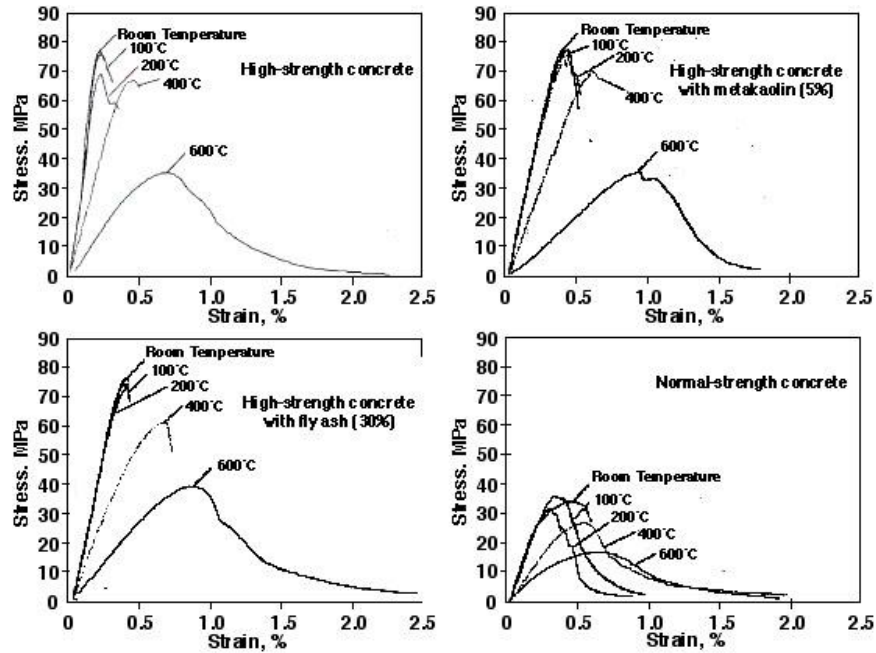 90
80
70
60
50
40
30
20
10
0
Stress. MPa
Room Temperature
100°C
200°C
400°C
High-strength concrete
600°C
0
0.5
1.0
1.5
2.0
2.5
Strain, %
90
80
70
60
50
40
30
20
10
0
Stress. MPa
Room Temperature
100°C
200°C
High-strength concrete
with metakaolin (5%)
400°C
600°C
0
0.5
1.0
1.5
2.0
2.5
Strain, %
90
80
70
60
50
40
30
20
10
0
Stress. MPa
Room Temperature
100°C
200°C
400°C
High-strength concrete
with fly ash (30%)
600°C
0
0.5
1.0
1.5
2.0
2.5
Strain, %
90
80
70
60
50
40
30
20
10
0
Stress. MPa
Normal-strength concrete
Room Temperature
100°C
200°C
400°C
600°C
0
0.5
1.0
1.5
2.0
2.5
Strain, %